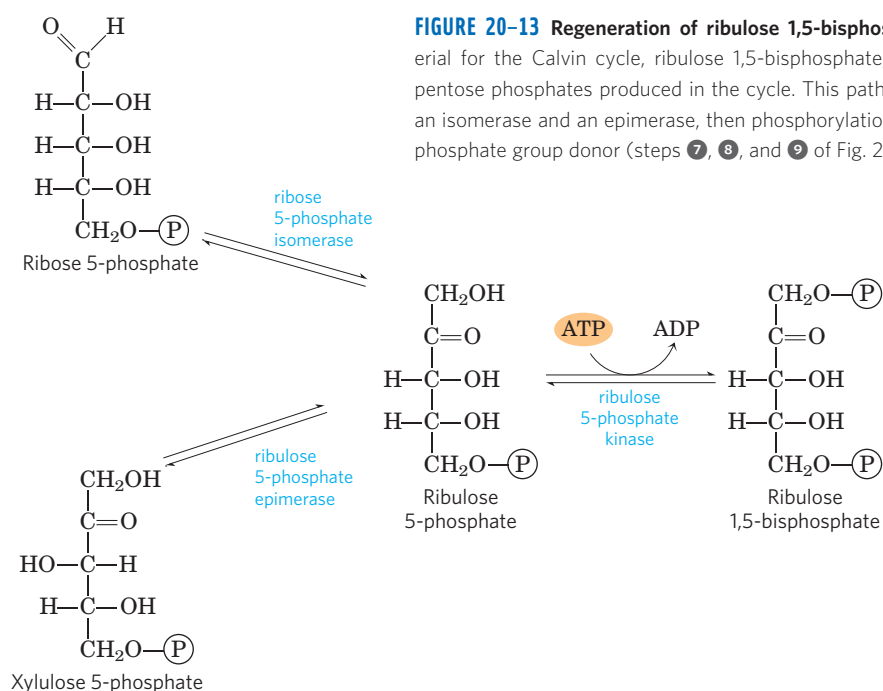 FIGURE 20–13 Regeneration of ribulose 1,5-bisphos
erial for the Calvin cycle, ribulose 1,5-bisphosphate
pentose phosphates produced in the cycle. This path
an isomerase and an epimerase, then phosphorylatio
phosphate group donor (steps 7, 8, and 9 of Fig. 2
O H
C
H–C–OH
H–C–OH
H–C–OH
CH₂O–P
Ribose 5-phosphate
ribose
5-phosphate
isomerase
CH₂OH
C=O
H–C–OH
H–C–OH
CH₂O–P
Ribulose
5-phosphate
ATP ADP
ribulose
5-phosphate
kinase
CH₂O–P
C=O
H–C–OH
H–C–OH
CH₂O–P
Ribulose
1,5-bisphosphate
ribulose
5-phosphate
epimerase
CH₂OH
C=O
HO–C–H
H–C–OH
CH₂O–P
Xylulose 5-phosphate